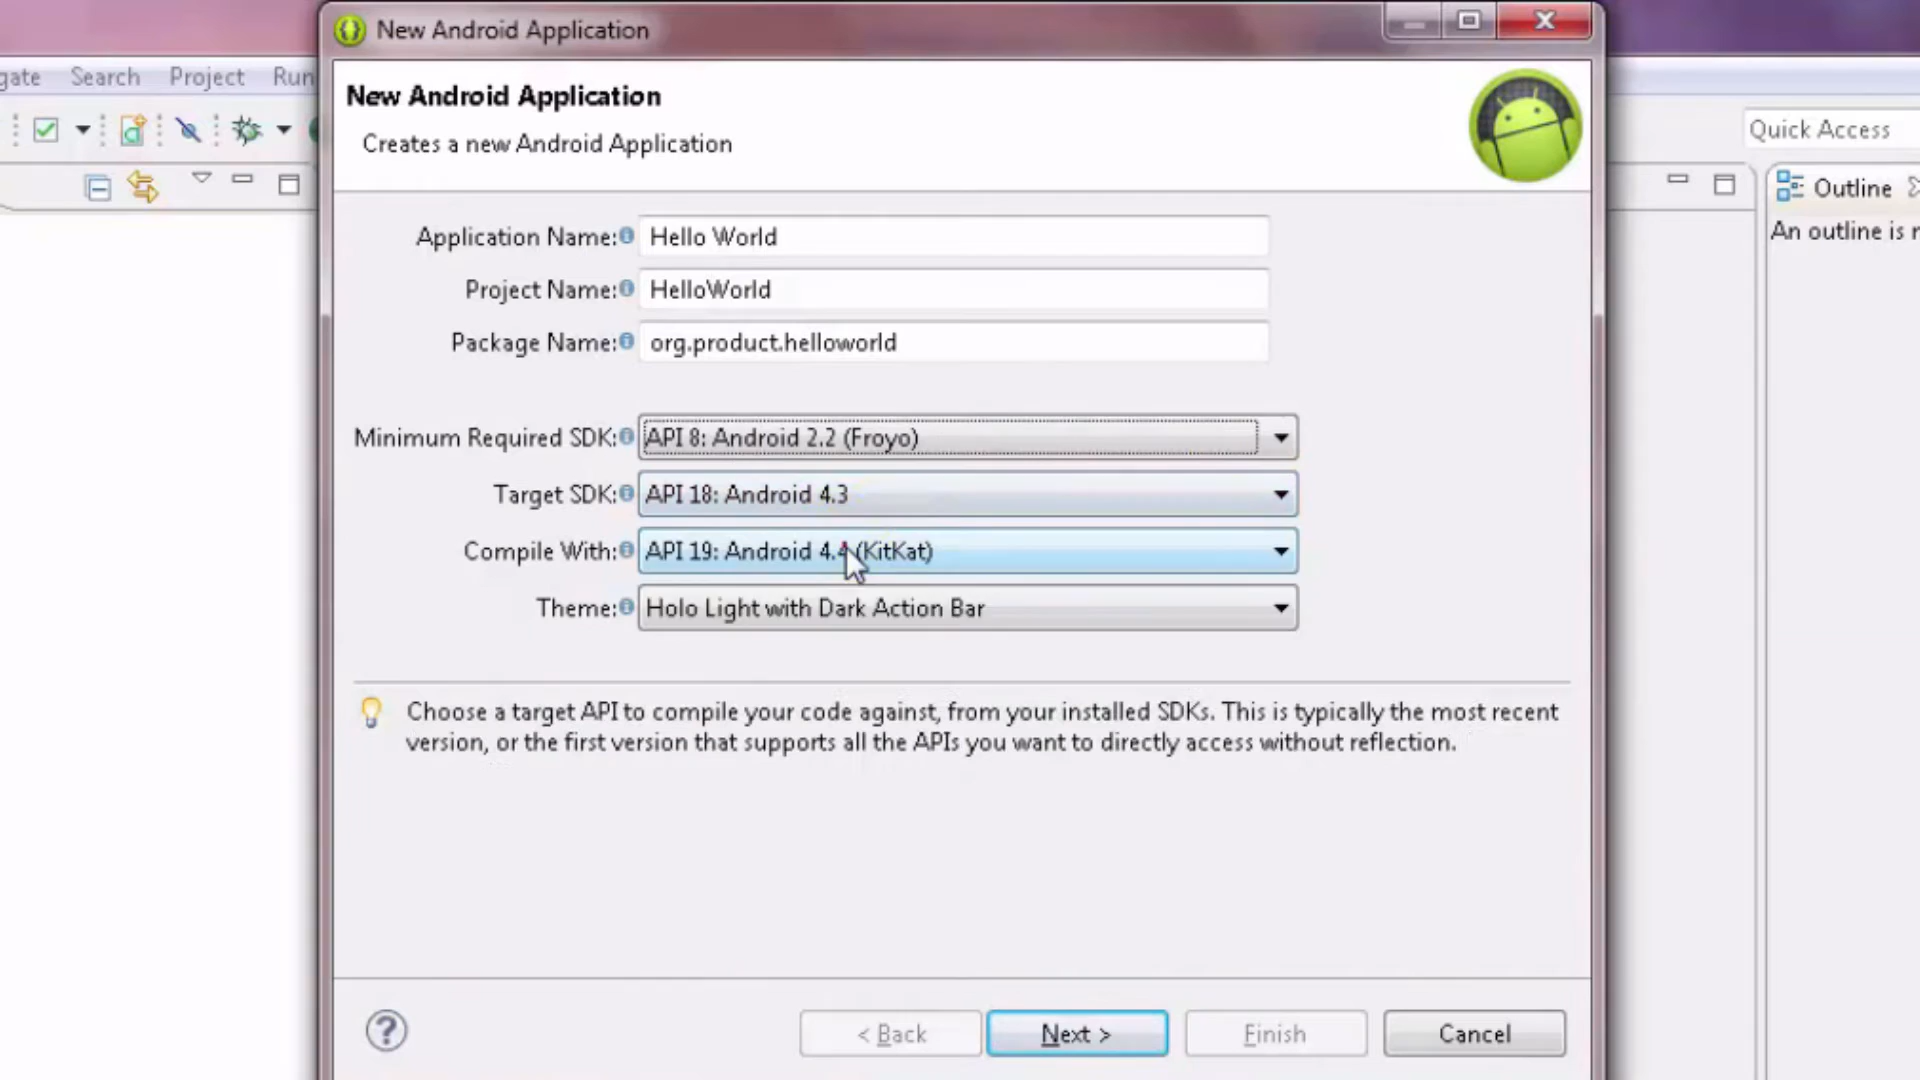 New Android Application
gate Search Project Run
New Android Application
Creates a new Android Application
Quick Access
Outline
An outline is
Application Name: Hello World
Project Name: HelloWorld
Package Name: org.product.helloworld
Minimum Required SDK: API 8: Android 2.2 (Froyo)
Target SDK: API 18: Android 4.3
Compile With: API 19: Android 4.4 (KitKat)
Theme: Holo Light with Dark Action Bar
Choose a target API to compile your code against, from your installed SDKs. This is typically the most recent
version, or the first version that supports all the APIs you want to directly access without reflection.
< Back Next > Finish Cancel